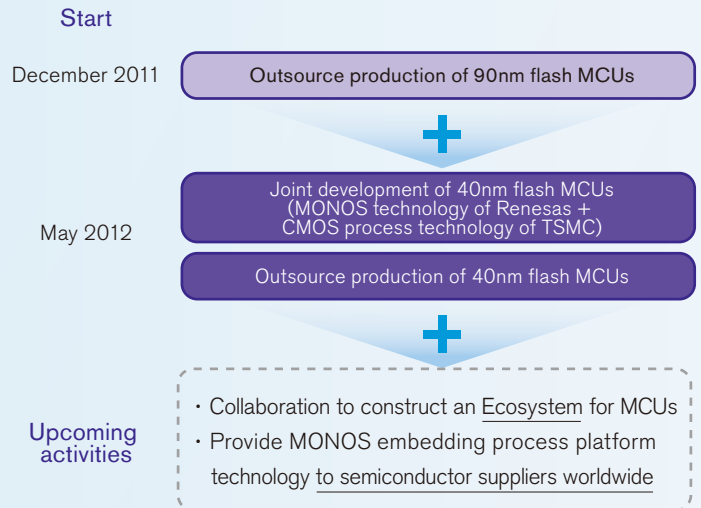 Start
December 2011
Outsource production of 90nm flash MCUs
+
May 2012
Joint development of 40nm flash MCUs
(MONOS technology of Renesas +
CMOS process technology of TSMC)
Outsource production of 40nm flash MCUs
+
Upcoming
activities
・Collaboration to construct an Ecosystem for MCUs
・Provide MONOS embedding process platform
technology to semiconductor suppliers worldwide